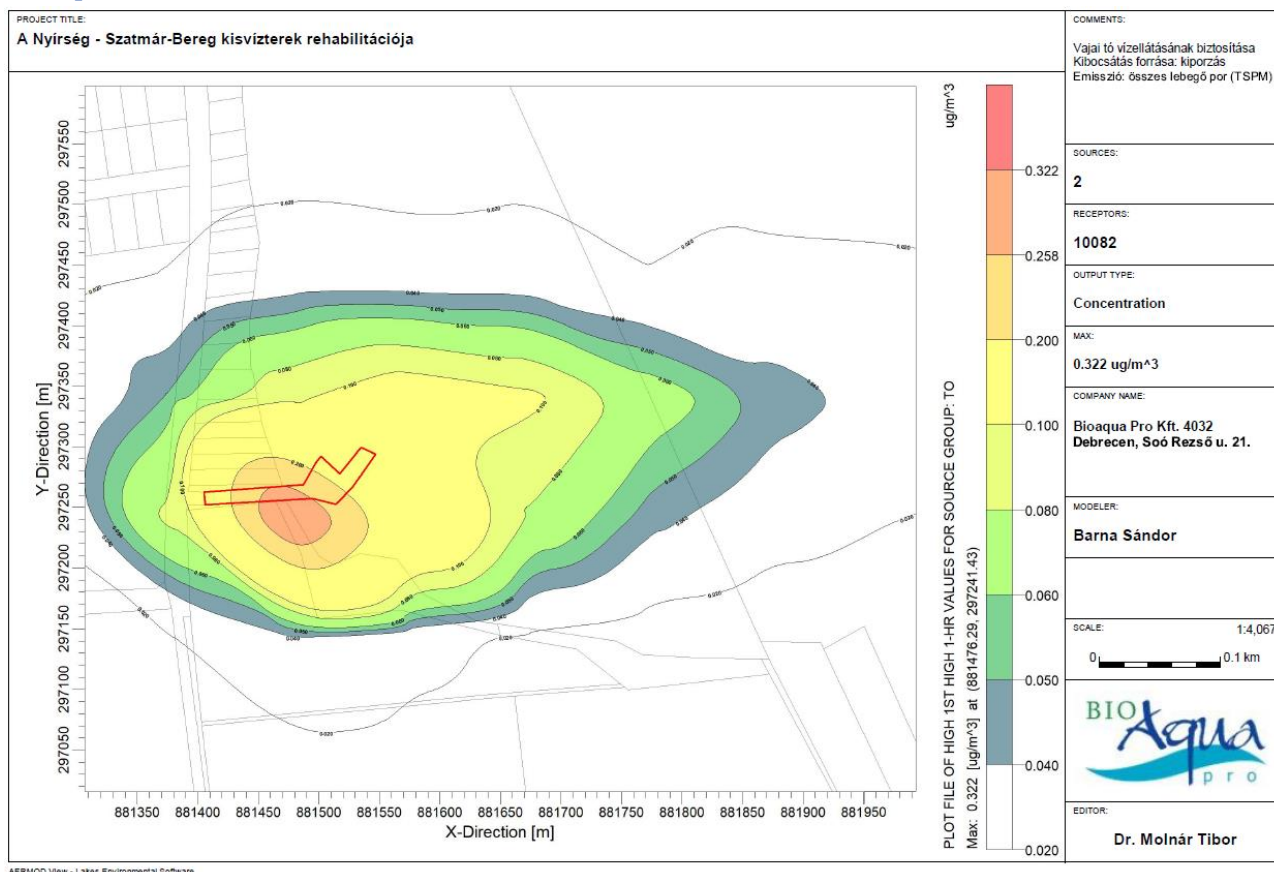 PROJECT TITLE:
A Nyírség - Szatmár-Bereg kisvízterek rehabilitációja
297550
297500
297450
297400
297350
297300
297250
297200
297150
297100
297050
Y-Direction [m]
881350 881400 881450 881500 881550 881600 881650 881700 881750 881800 881850 881900 881950
X-Direction [m]
PLOT FILE OF HIGH 1ST HIGH 1-HR VALUES FOR SOURCE GROUP: TO
Max: 0.322 [ug/m^3] at (881476.29, 297241.43)
ug/m^3
0.322
0.258
0.200
0.100
0.080
0.060
0.050
0.040
0.020
COMMENTS:
Vajai tó vízellátásának biztosítása
Kibocsátás forrása: kiporzás
Emisszió: összes lebegő por (TSPM)
SOURCES:
2
RECEPTORS:
10082
OUTPUT TYPE:
Concentration
MAX:
0.322 ug/m^3
COMPANY NAME:
Bioaqua Pro Kft. 4032
Debrecen, Soó Rezső u. 21.
MODELER:
Barna Sándor
SCALE: 1:4,067
0 0.1 km
BIO
Aqua
pro
EDITOR:
Dr. Molnár Tibor
AERMOD View - Lakes Environmental Software